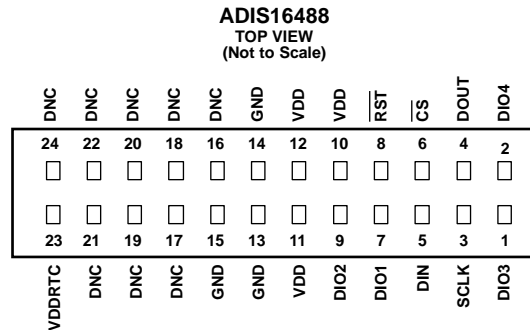 ADIS16488
TOP VIEW
(Not to Scale)
DNC DNC DNC DNC DNC GND VDD VDD RST CS DOUT DIO4
24 22 20 18 16 14 12 10 8 6 4 2
23 21 19 17 15 13 11 9 7 5 3 1
VDDRTC DNC DNC DNC GND GND VDD DIO2 DIO1 DIN SCLK DIO3